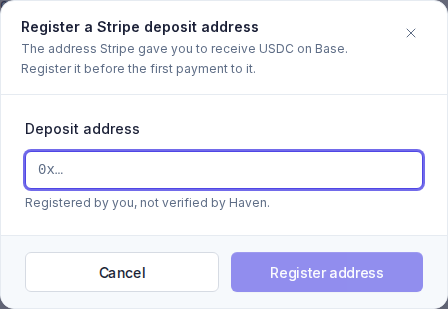 Register a Stripe deposit address
The address Stripe gave you to receive USDC on Base.
Register it before the first payment to it.
Deposit address
0x…
Registered by you, not verified by Haven.
Cancel
Register address